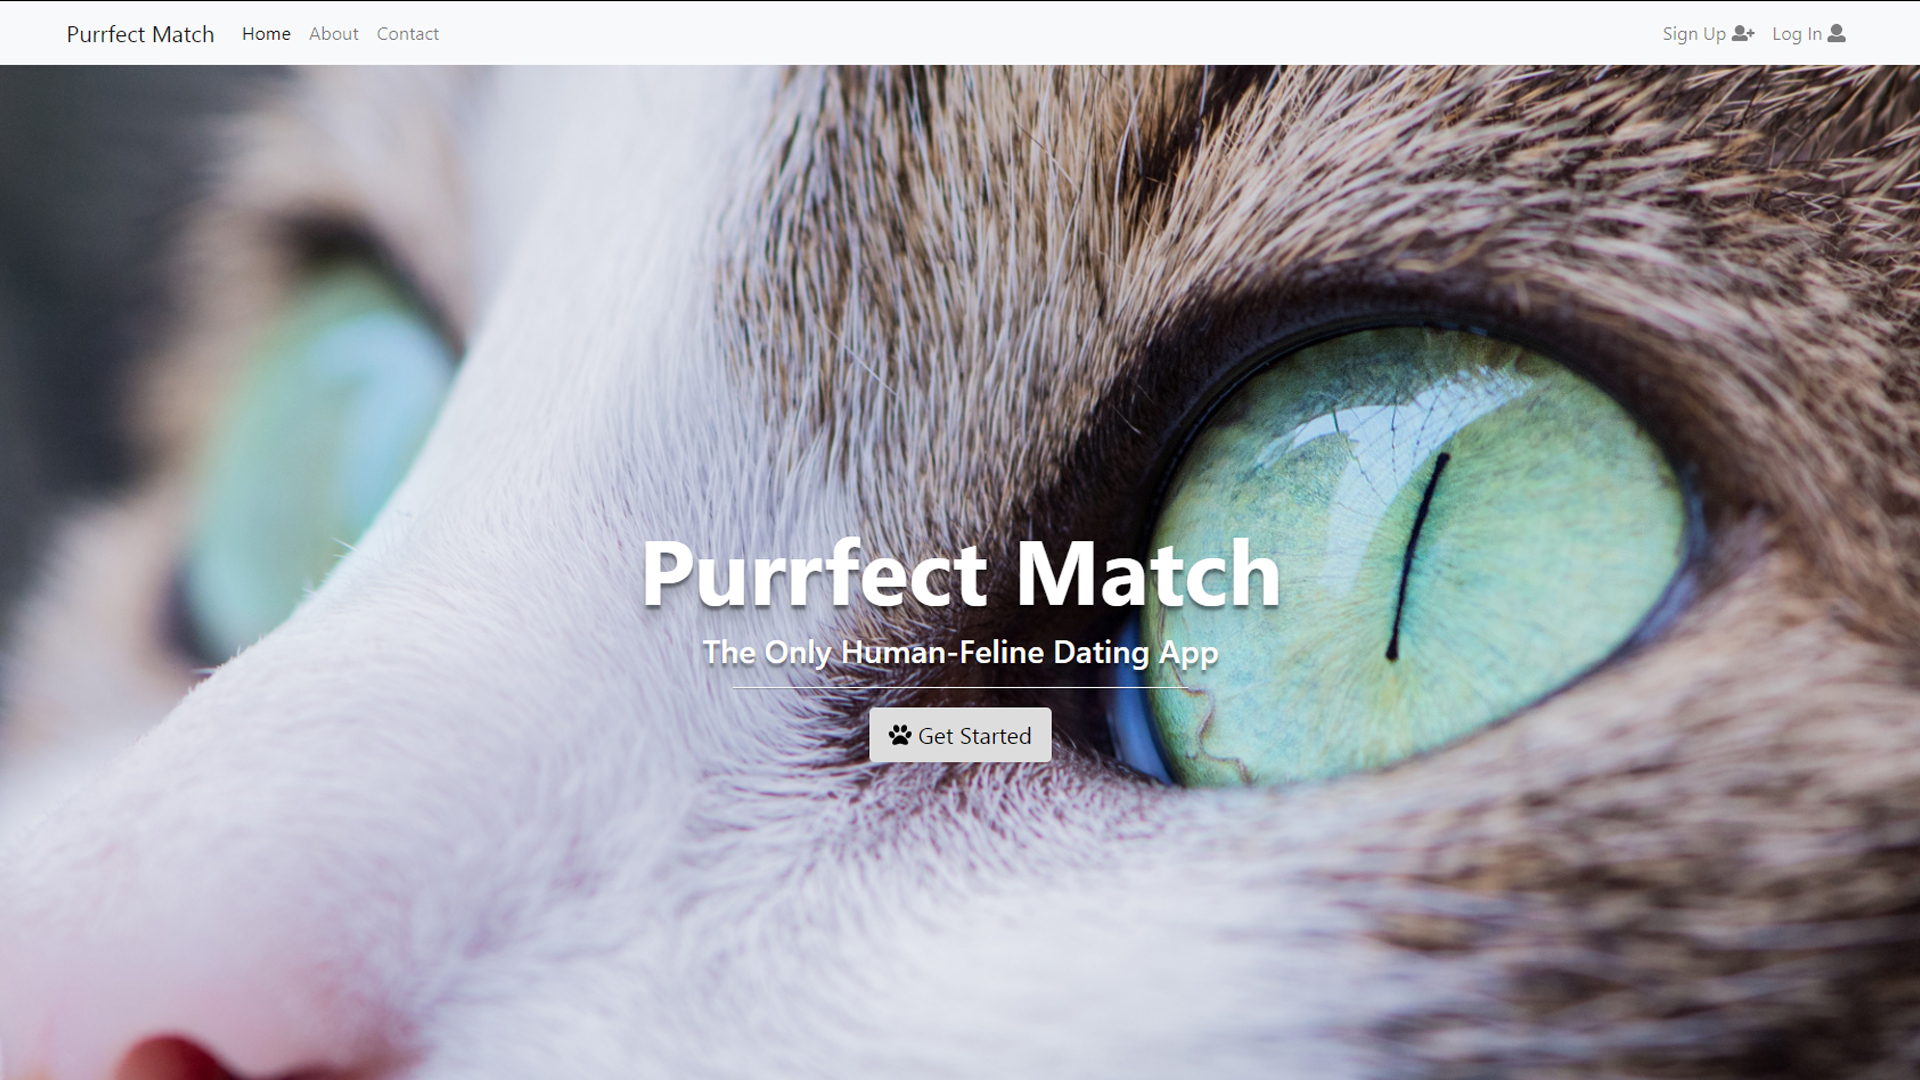 Purrfect Match Home About Contact Sign Up Log In
Purrfect Match
The Only Human-Feline Dating App
Get Started